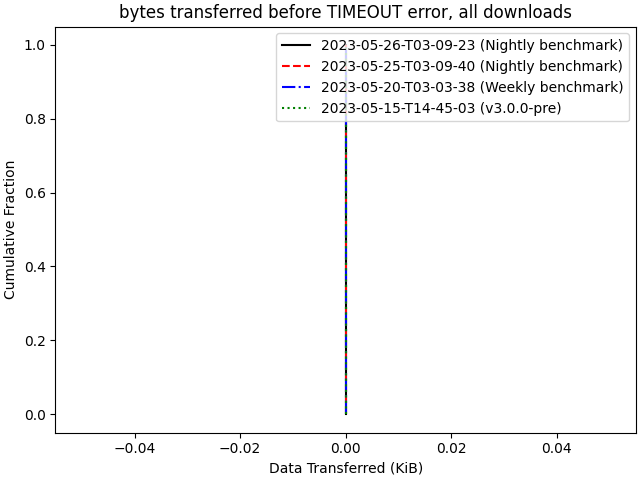 bytes transferred before TIMEOUT error, all downloads
2023-05-26-T03-09-23 (Nightly benchmark)
2023-05-25-T03-09-40 (Nightly benchmark)
2023-05-20-T03-03-38 (Weekly benchmark)
2023-05-15-T14-45-03 (v3.0.0-pre)
Cumulative Fraction
1.0
0.8
0.6
0.4
0.2
0.0
−0.04 −0.02 0.00 0.02 0.04
Data Transferred (KiB)